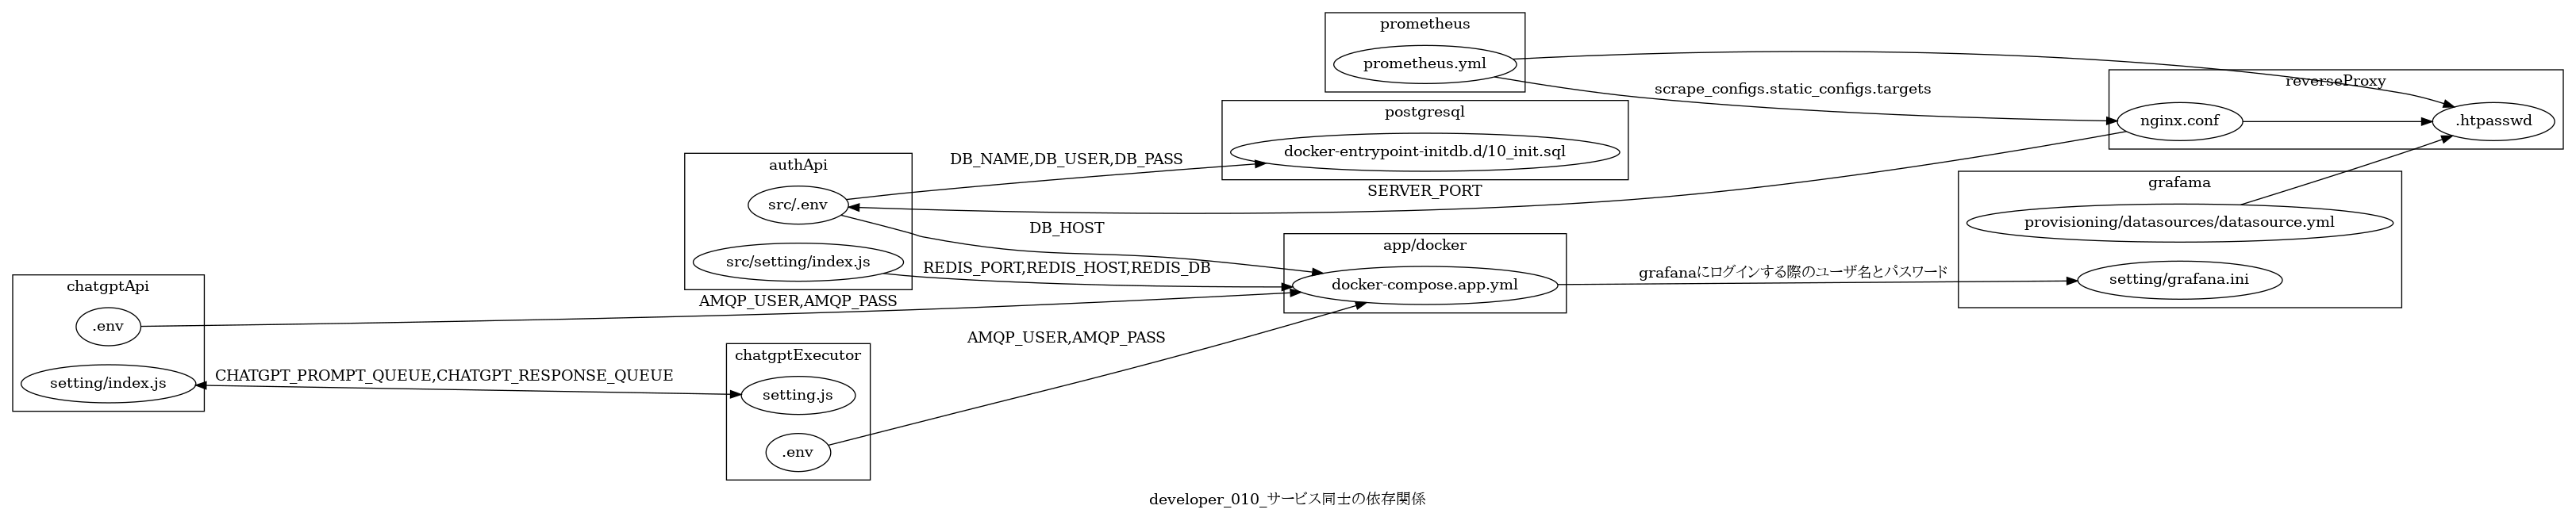 prometheus
prometheus.yml
reverseProxy
scrape_configs.static_configs.targets
postgresql
nginx.conf
.htpasswd
docker-entrypoint-initdb.d/10_init.sql
authApi
DB_NAME,DB_USER,DB_PASS
src/.env
SERVER_PORT
grafama
provisioning/datasources/datasource.yml
DB_HOST
app/docker
src/setting/index.js
REDIS_PORT,REDIS_HOST,REDIS_DB
docker-compose.app.yml
grafanaにログインする際のユーザ名とパスワード
setting/grafana.ini
chatgptApi
AMQP_USER,AMQP_PASS
.env
AMQP_USER,AMQP_PASS
chatgptExecutor
setting/index.js
CHATGPT_PROMPT_QUEUE,CHATGPT_RESPONSE_QUEUE
setting.js
.env
developer_010_サービス同士の依存関係